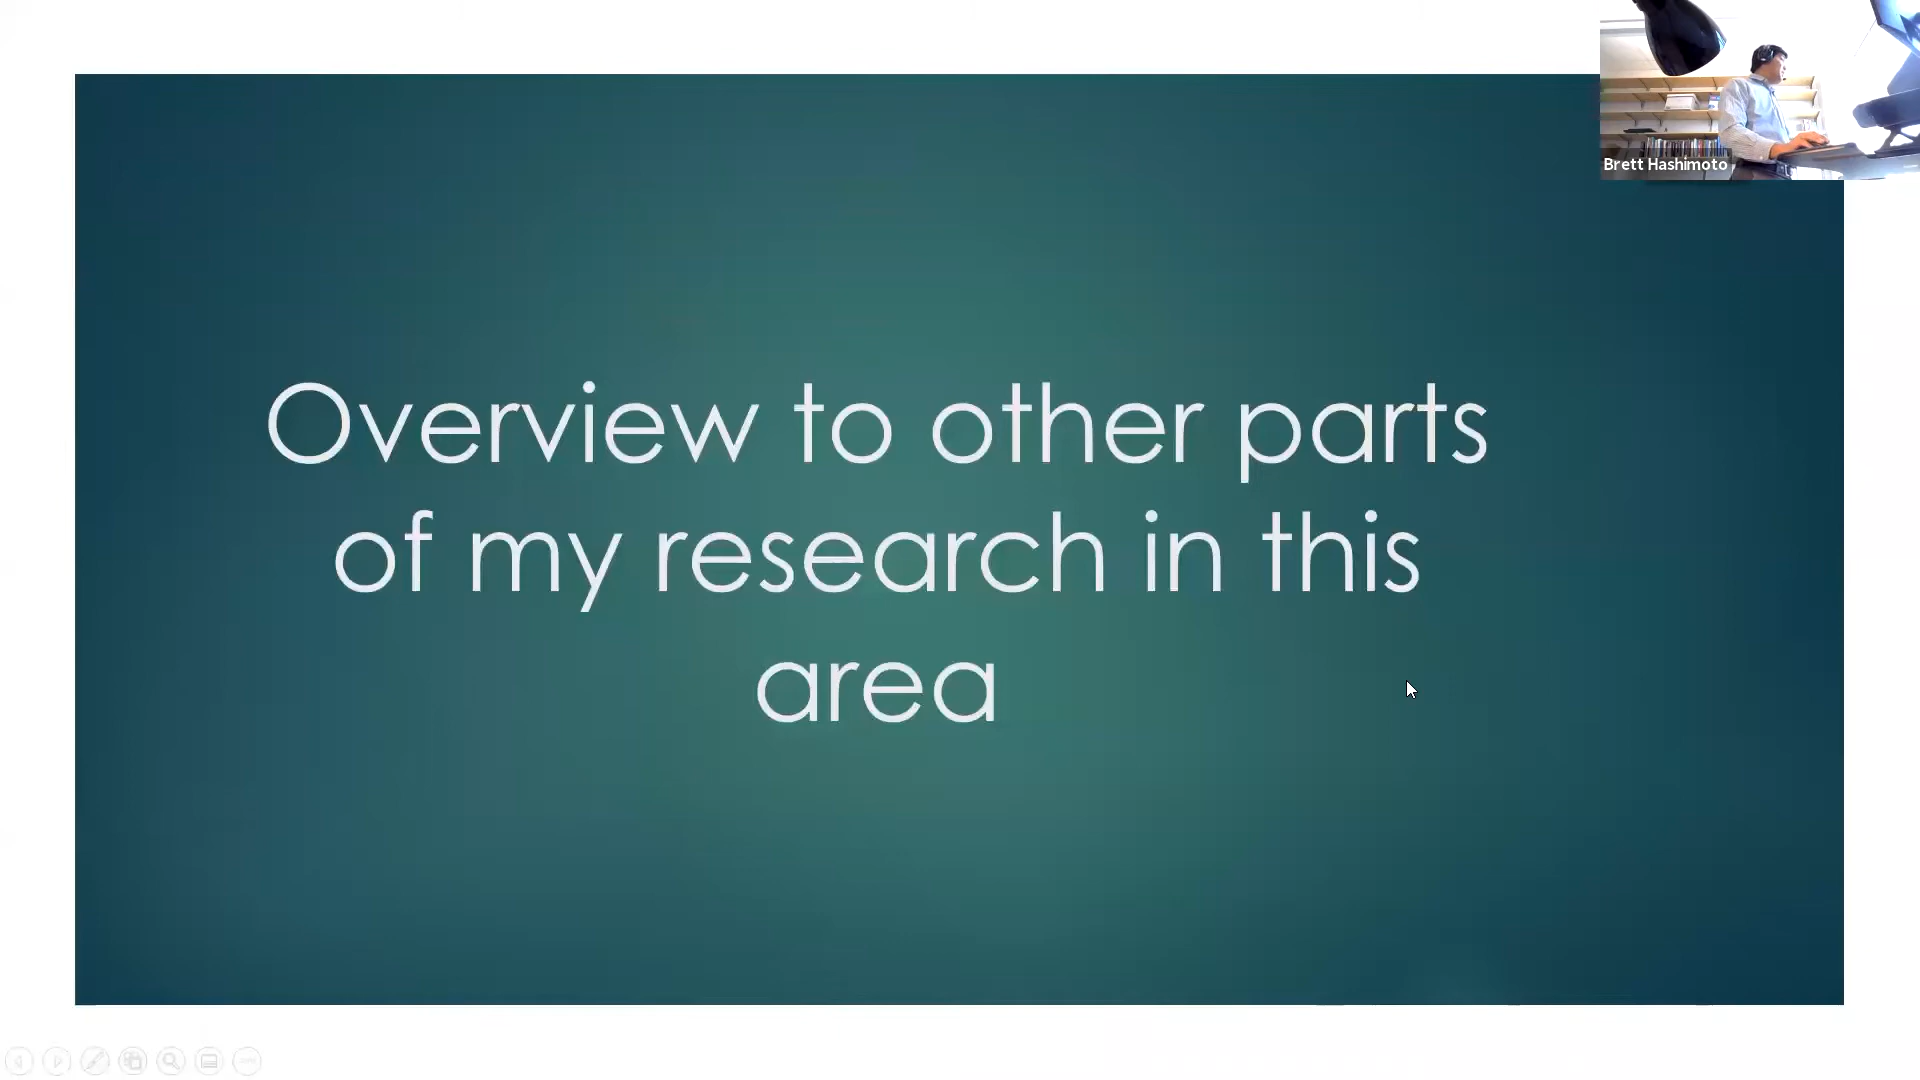 Brett Hashimoto
Overview to other parts
of my research in this
area